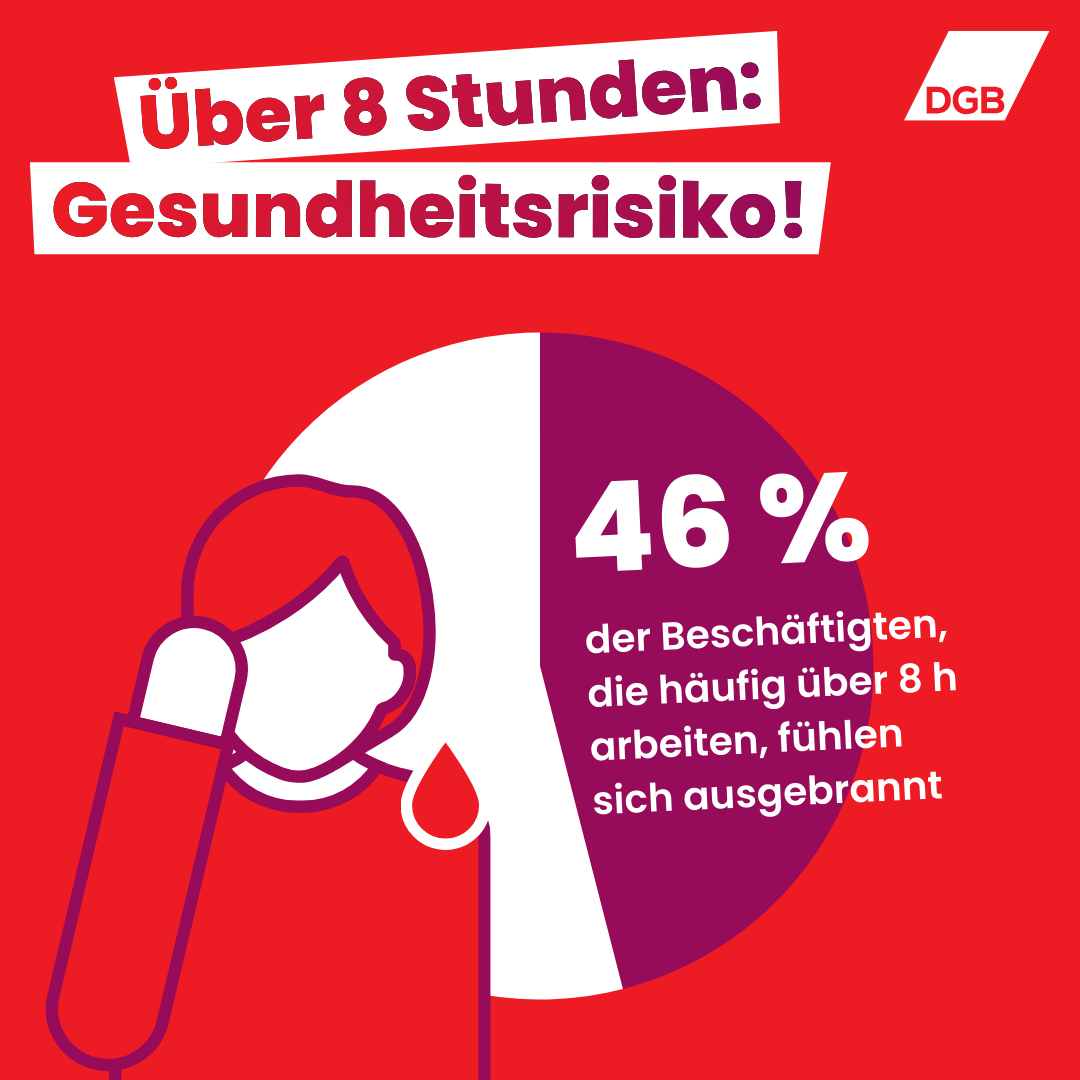 Über 8 Stunden:
Gesundheitsrisiko!
DGB
46 %
der Beschäftigten,
die häufig über 8 h
arbeiten, fühlen
sich ausgebrannt